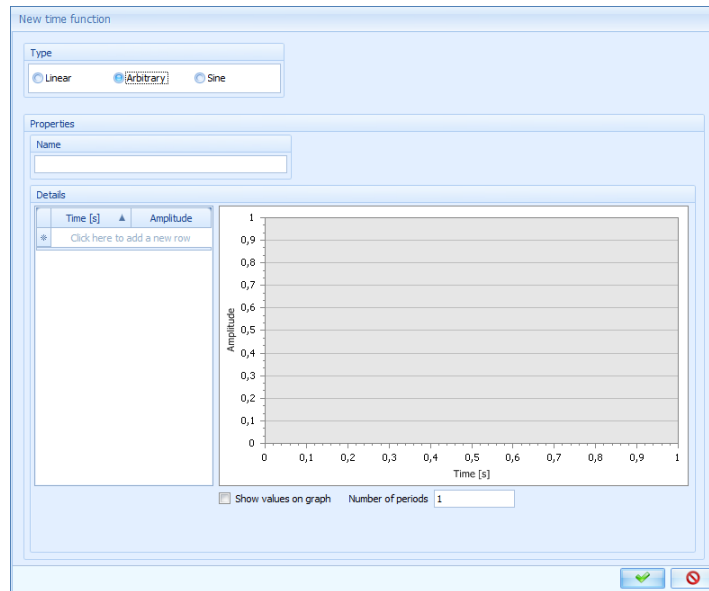 New time function
Type
Linear Arbitrary Sine
Properties
Name
Details
Time [s] Amplitude
Click here to add a new row
1
0,9
0,8
0,7
0,6
0,5
0,4
0,3
0,2
0,1
0
Amplitude
0 0,1 0,2 0,3 0,4 0,5 0,6 0,7 0,8 0,9 1
Time [s]
Show values on graph Number of periods 1